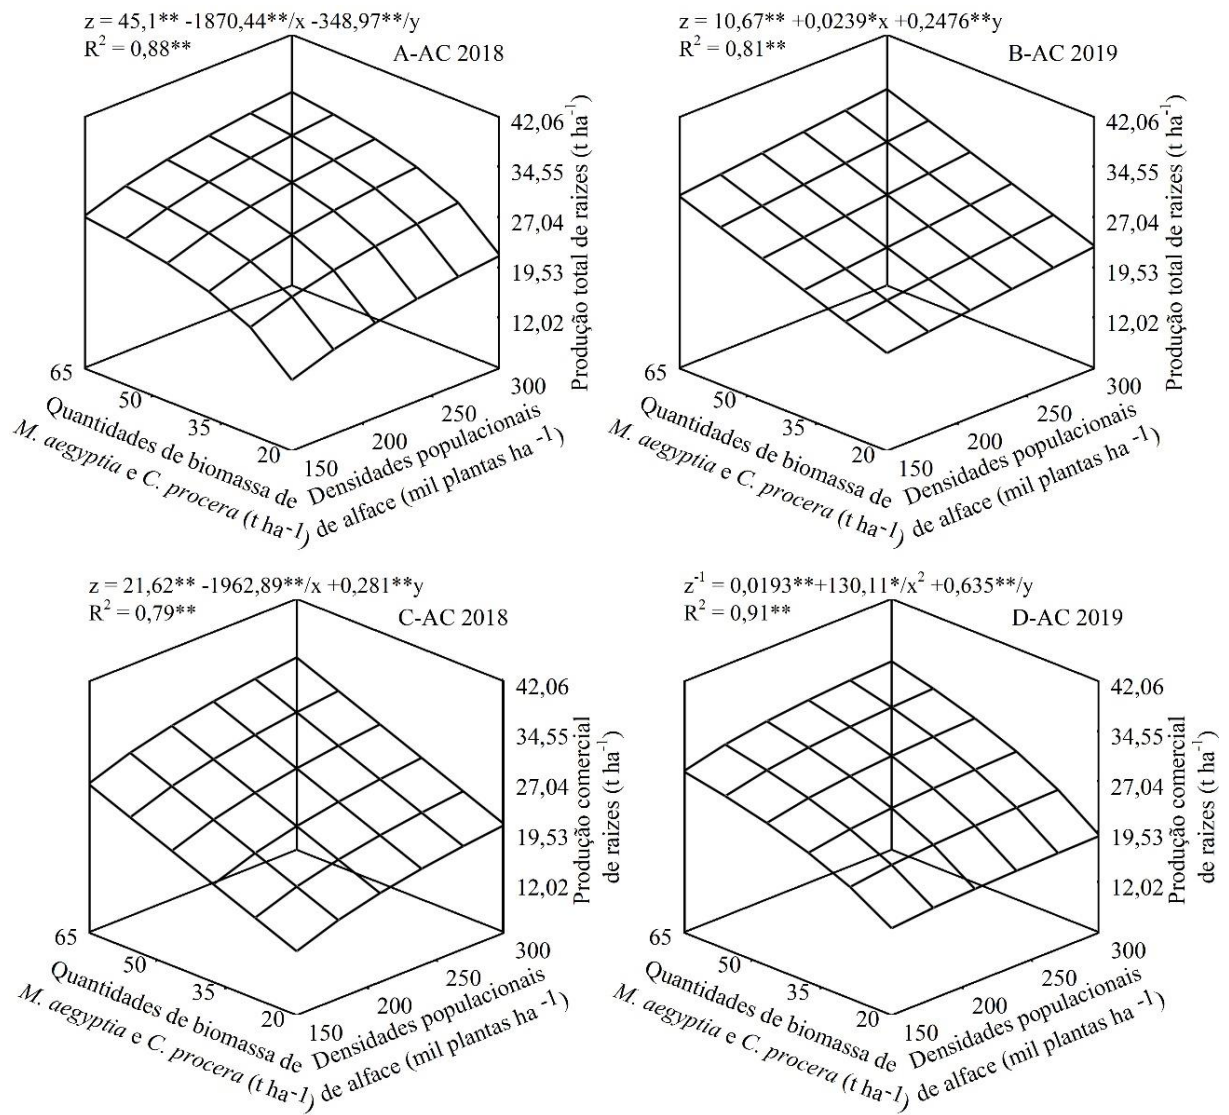 z = 45,1** -1870,44**/x -348,97**/y
R² = 0,88**
A-AC 2018
42,06
34,55
27,04
19,53
12,02
Produção total de raizes (t ha⁻¹)
65
50
35
20
150
200
250
300
Quantidades de biomassa de
M. aegyptia e C. procera (t ha⁻¹)
Densidades populacionais
de alface (mil plantas ha ⁻¹)
z = 10,67** +0,0239*x +0,2476**y
R² = 0,81**
B-AC 2019
42,06
34,55
27,04
19,53
12,02
Produção total de raizes (t ha⁻¹)
65
50
35
20
150
200
250
300
Quantidades de biomassa de
M. aegyptia e C. procera (t ha⁻¹)
Densidades populacionais
de alface (mil plantas ha ⁻¹)
z = 21,62** -1962,89**/x +0,281**y
R² = 0,79**
C-AC 2018
42,06
34,55
27,04
19,53
12,02
Produção comercial
de raizes (t ha⁻¹)
65
50
35
20
150
200
250
300
Quantidades de biomassa de
M. aegyptia e C. procera (t ha⁻¹)
Densidades populacionais
de alface (mil plantas ha ⁻¹)
z⁻¹ = 0,0193**+130,11*/x² +0,635**/y
R² = 0,91**
D-AC 2019
42,06
34,55
27,04
19,53
12,02
Produção comercial
de raizes (t ha⁻¹)
65
50
35
20
150
200
250
300
Quantidades de biomassa de
M. aegyptia e C. procera (t ha⁻¹)
Densidades populacionais
de alface (mil plantas ha ⁻¹)